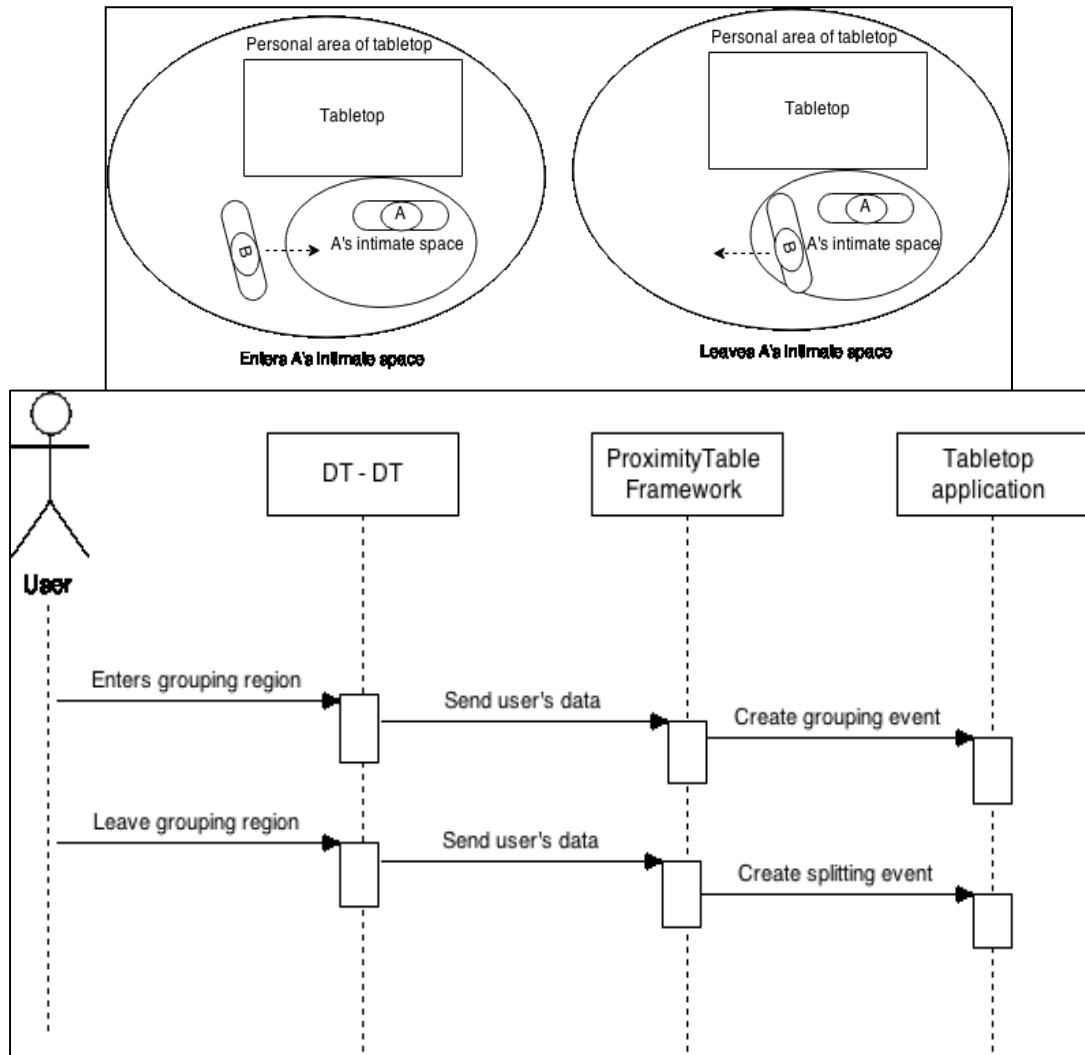 Personal area of tabletop
Tabletop
A
B
A's intimate space
Enters A's intimate space
Personal area of tabletop
Tabletop
A
B
A's intimate space
Leaves A's intimate space
User
DT - DT
ProximityTable
Framework
Tabletop
application
Enters grouping region
Send user's data
Create grouping event
Leave grouping region
Send user's data
Create splitting event